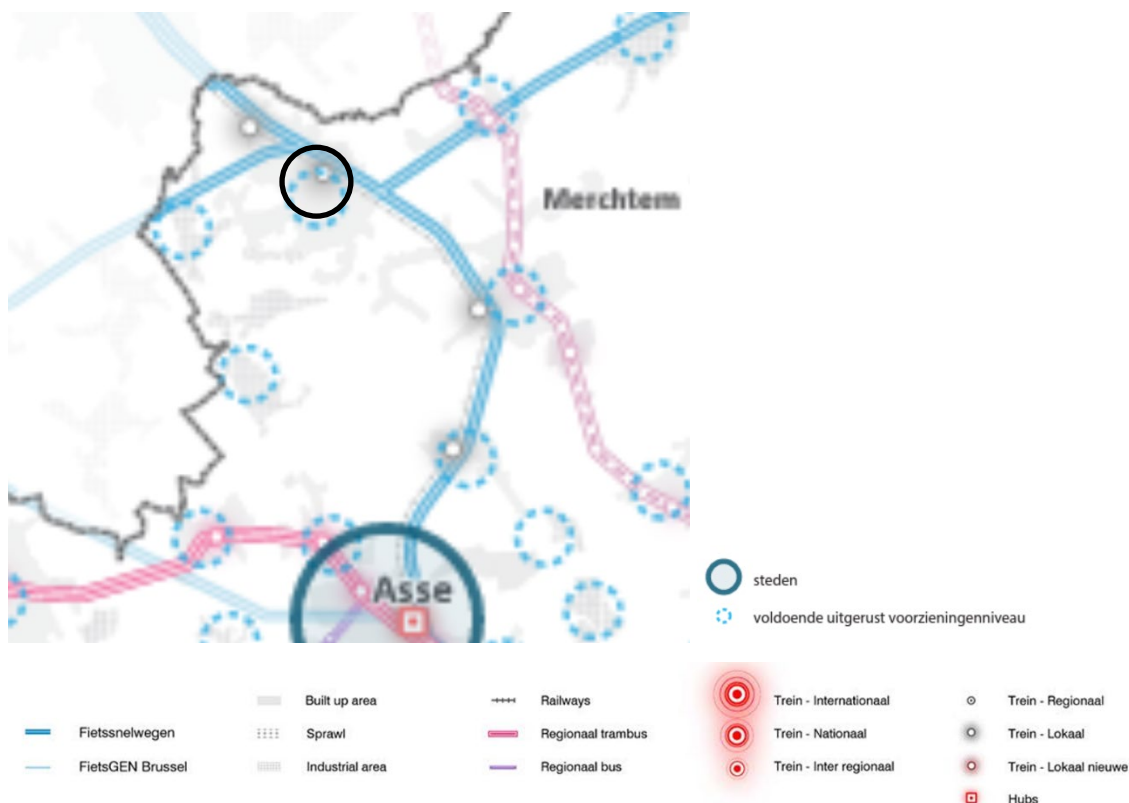 Merchtem
Asse
steden
voldoende uitgerust voorzieningenniveau
Fietssnelwegen
FietsGEN Brussel
Built up area
Sprawl
Industrial area
Railways
Regionaal trambus
Regionaal bus
Trein - Internationaal
Trein - Nationaal
Trein - Inter regionaal
Trein - Regionaal
Trein - Lokaal
Trein - Lokaal nieuwe
Hubs